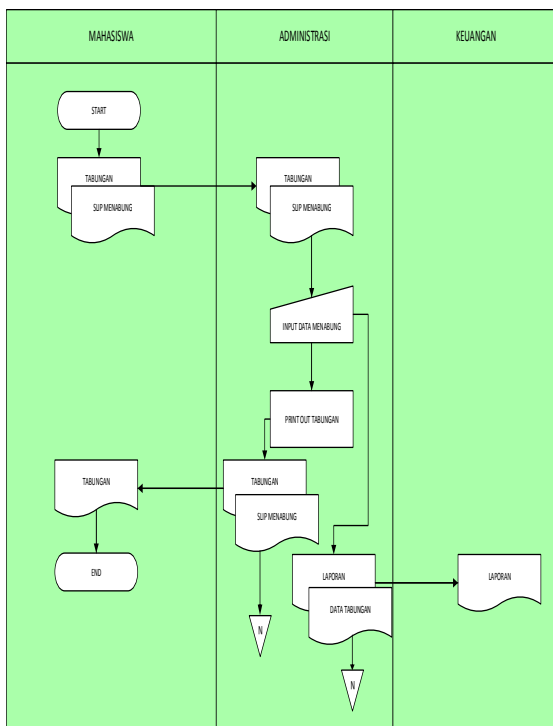 MAHASISWA
ADMINISTRASI
KEUANGAN
START
TABUNGAN
SLIP MENABUNG
TABUNGAN
SLIP MENABUNG
INPUT DATA MENABUNG
PRINT OUT TABUNGAN
TABUNGAN
TABUNGAN
SLIP MENABUNG
END
LAPORAN
DATA TABUNGAN
LAPORAN
N
N